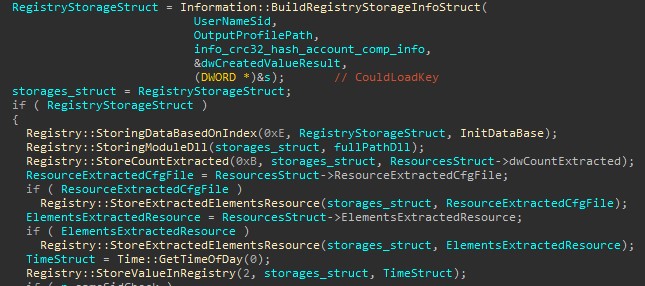 RegistryStorageStruct = Information::BuildRegistryStorageInfoStruct(
UserNameSid,
OutputProfilePath,
info_crc32_hash_account_comp_info,
&dwCreatedValueResult,
(DWORD *)&s); // CouldLoadKey
storages_struct = RegistryStorageStruct;
if ( RegistryStorageStruct )
{
Registry::StoringDataBasedOnIndex(0xE, RegistryStorageStruct, InitDataBase);
Registry::StoringModuleDll(storages_struct, fullPathDll);
Registry::StoreCountExtracted(0xB, storages_struct, ResourcesStruct->dwCountExtracted);
ResourceExtractedCfgFile = ResourcesStruct->ResourceExtractedCfgFile;
if ( ResourceExtractedCfgFile )
Registry::StoreExtractedElementsResource(storages_struct, ResourceExtractedCfgFile);
ElementsExtractedResource = ResourcesStruct->ElementsExtractedResource;
if ( ElementsExtractedResource )
Registry::StoreExtractedElementsResource(storages_struct, ElementsExtractedResource);
TimeStruct = Time::GetTimeOfDay(0);
Registry::StoreValueInRegistry(2, storages_struct, TimeStruct);